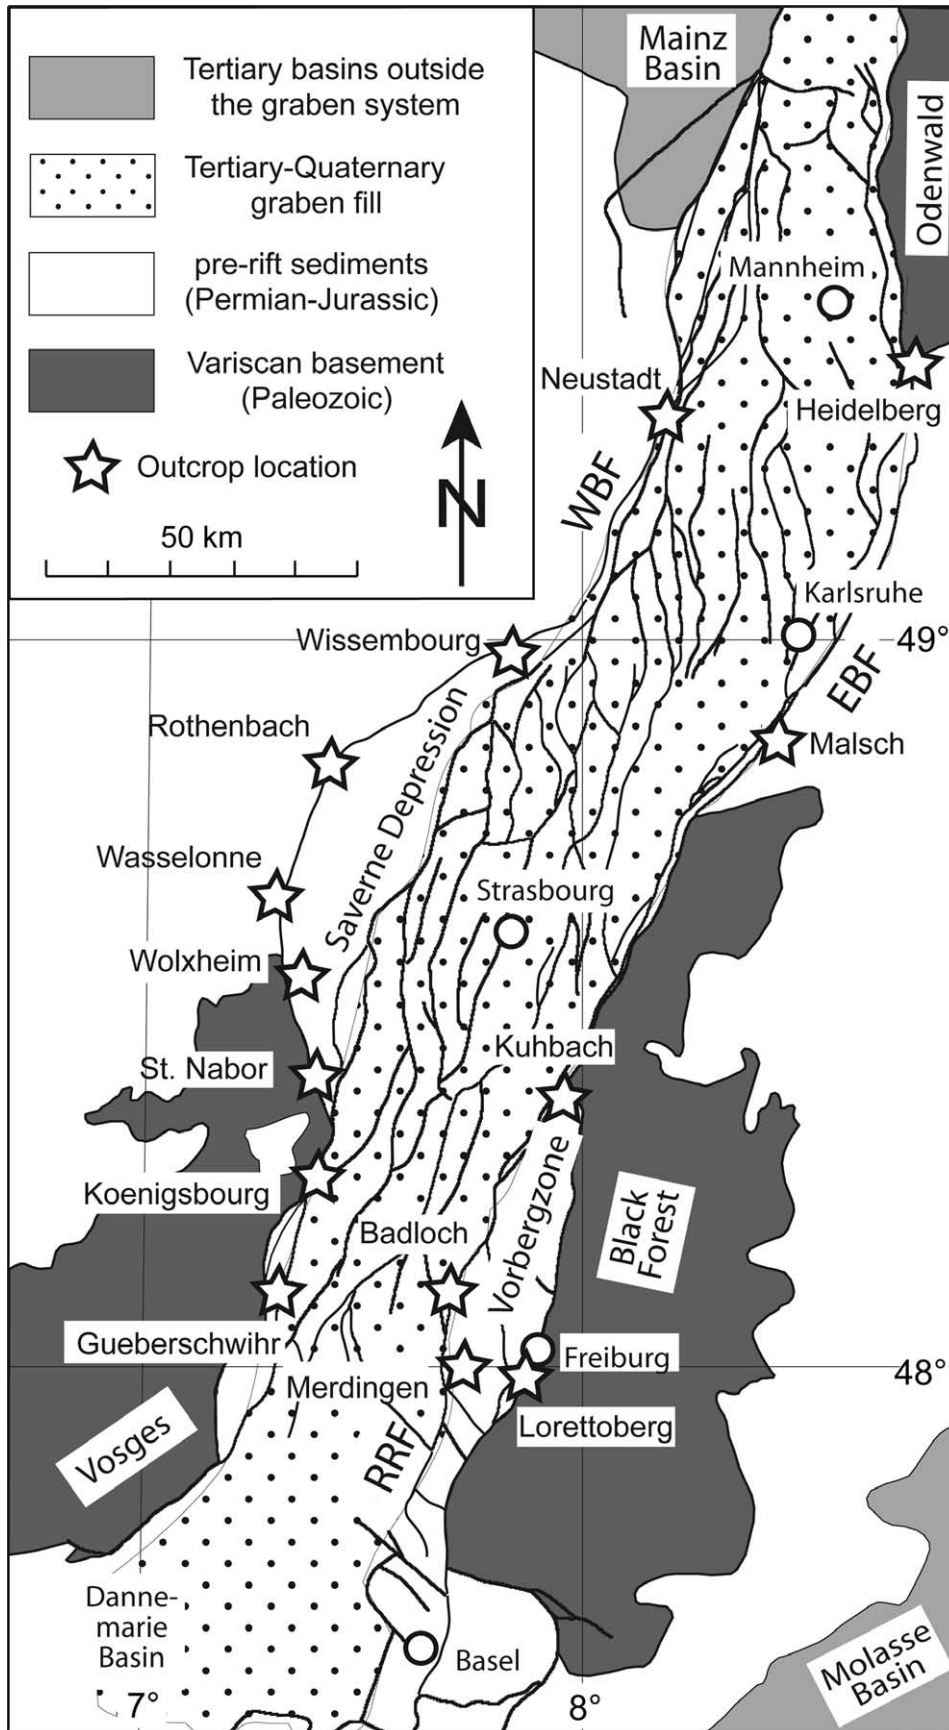 Tertiary basins outside
the graben system
Tertiary-Quaternary
graben fill
pre-rift sediments
(Permian-Jurassic)
Variscan basement
(Paleozoic)
Outcrop location
50 km
N
Mainz
Basin
Odenwald
Mannheim
Neustadt
Heidelberg
WBF
Karlsruhe
Wissembourg
49°
EBF
Rothenbach
Malsch
Saverne Depression
Wasselonne
Strasbourg
Wolxheim
Kuhbach
St. Nabor
Vorbergzone
Koenigsbourg
Black
Forest
Badloch
Gueberschwihr
Freiburg
48°
Merdingen
Lorettoberg
Vosges
RRF
Danne-
marie
Basin
Basel
Molasse
Basin
7°
8°